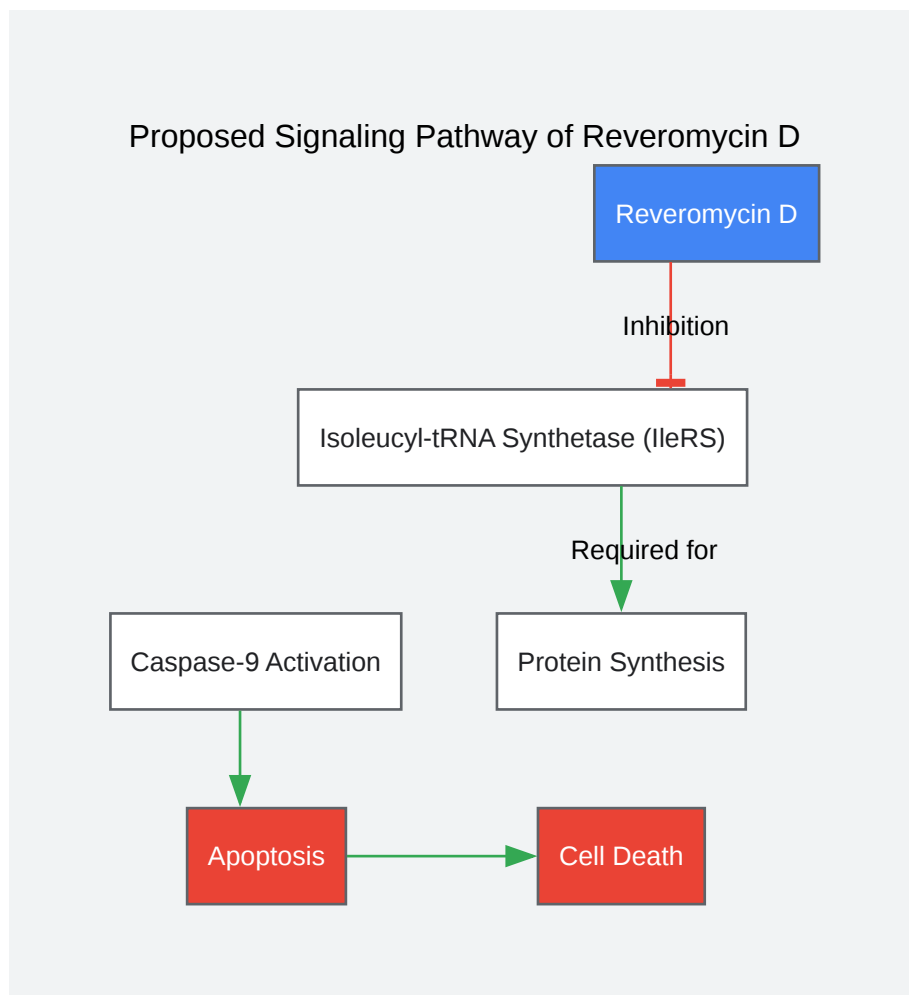 Proposed Signaling Pathway of Reveromycin D
Reveromycin D
Inhibition
Isoleucyl-tRNA Synthetase (IleRS)
Required for
Caspase-9 Activation
Protein Synthesis
Apoptosis
Cell Death